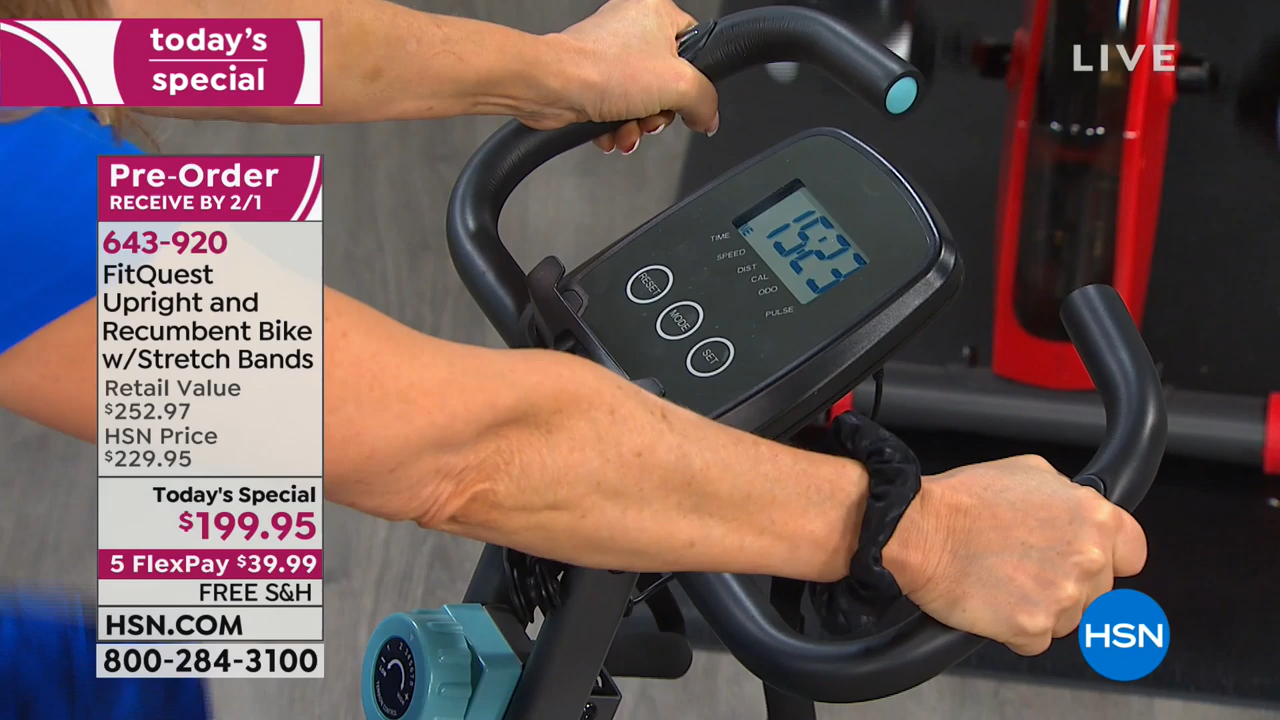 today's
special
LIVE
Pre-Order
RECEIVE BY 2/1
643-920
FitQuest
Upright and
Recumbent Bike
w/Stretch Bands
Retail Value
$252.97
HSN Price
$229.95
Today's Special
$199.95
5 FlexPay $39.99
FREE S&H
HSN.COM
800-284-3100
TIME
SPEED
DIST
CAL
ODO
PULSE
15:23
RESET
MODE
SET
HSN